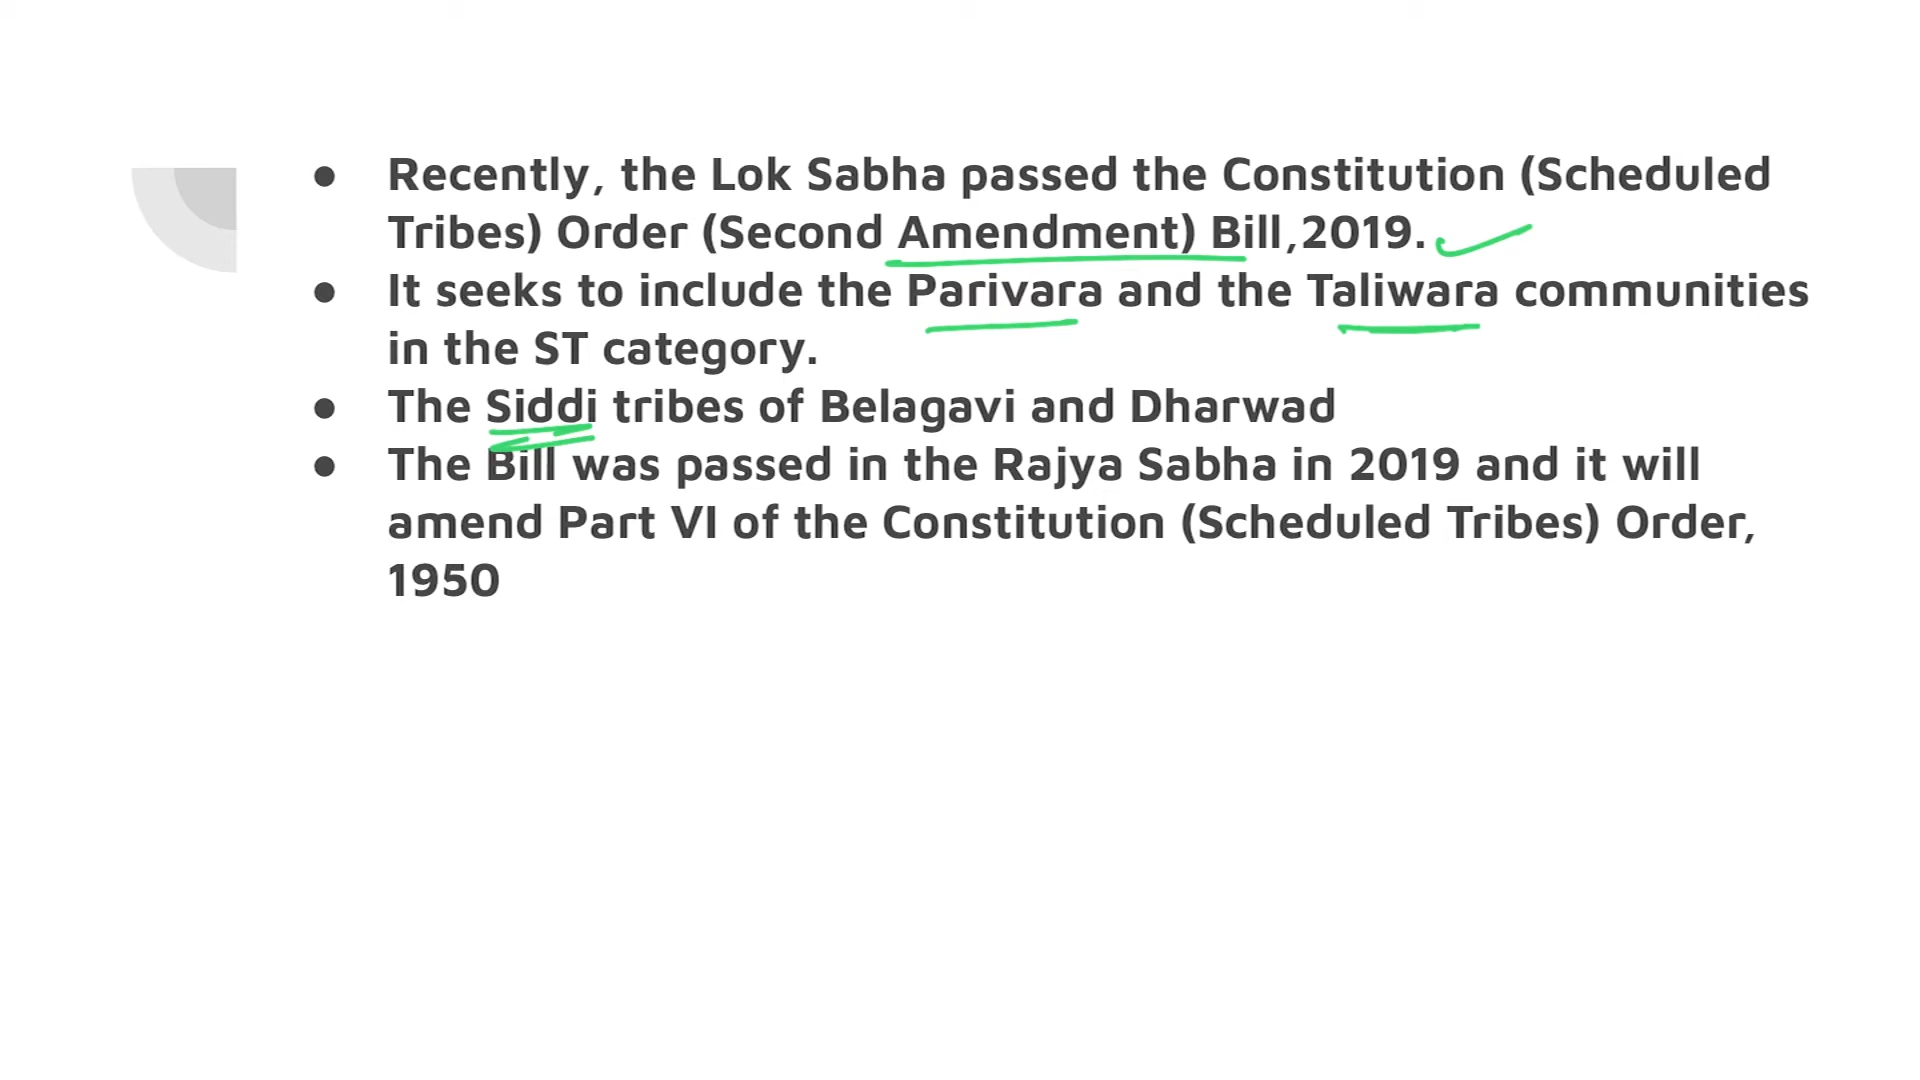 ● Recently, the Lok Sabha passed the Constitution (Scheduled
Tribes) Order (Second Amendment) Bill,2019.
● It seeks to include the Parivara and the Taliwara communities
in the ST category.
● The Siddi tribes of Belagavi and Dharwad
● The Bill was passed in the Rajya Sabha in 2019 and it will
amend Part VI of the Constitution (Scheduled Tribes) Order,
1950